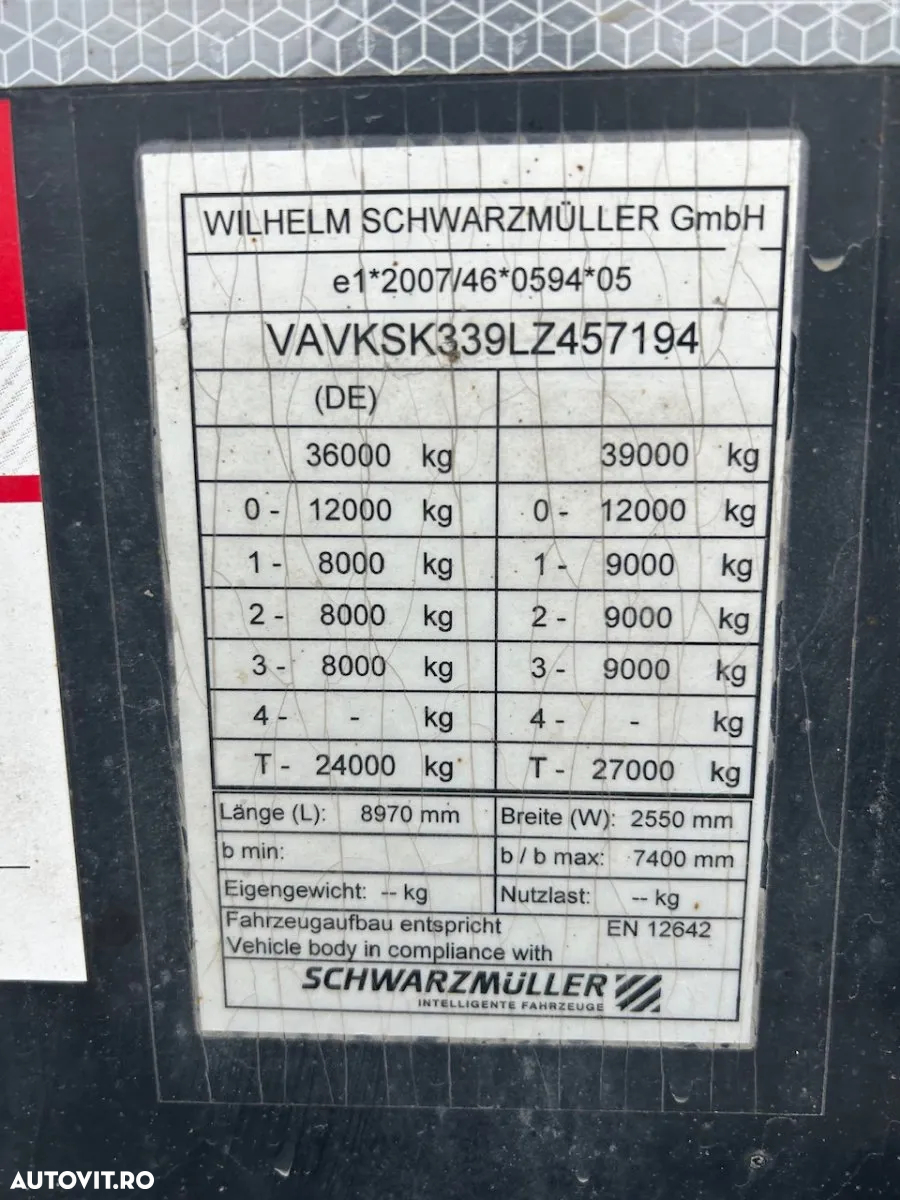 WILHELM SCHWARZMÜLLER GmbH
e1*2007/46*0594*05
VAVKSK339LZ457194
(DE)
36000 kg 39000 kg
0 - 12000 kg 0 - 12000 kg
1 - 8000 kg 1 - 9000 kg
2 - 8000 kg 2 - 9000 kg
3 - 8000 kg 3 - 9000 kg
4 - - kg 4 - - kg
T - 24000 kg T - 27000 kg
Länge (L): 8970 mm Breite (W): 2550 mm
b min: b / b max: 7400 mm
Eigengewicht: -- kg Nutzlast: -- kg
Fahrzeugaufbau entspricht EN 12642
Vehicle body in compliance with
SCHWARZMÜLLER
INTELLIGENTE FAHRZEUGE
AUTOVIT.RO